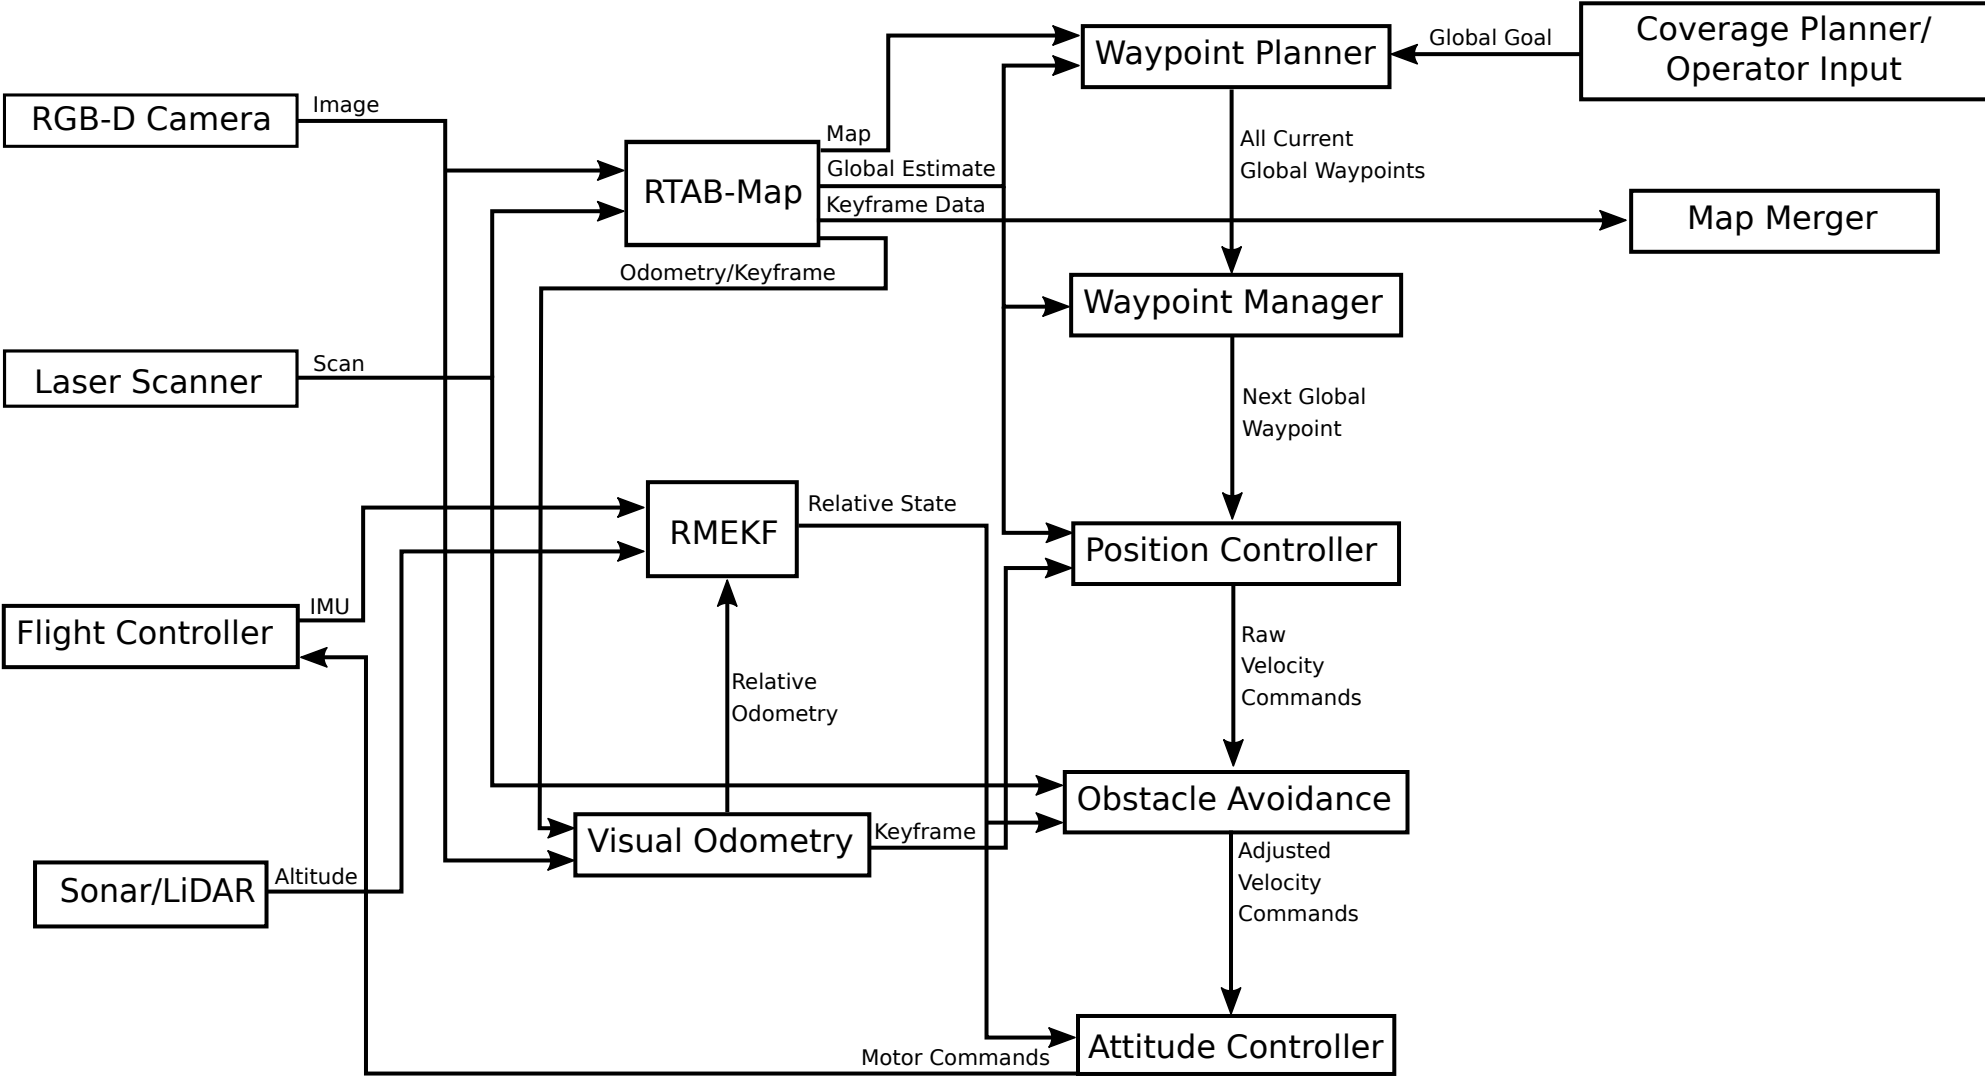 Coverage Planner/
Operator Input
Global Goal
Waypoint Planner
RGB-D Camera
Image
Map
Global Estimate
Keyframe Data
RTAB-Map
Odometry/Keyframe
All Current
Global Waypoints
Map Merger
Waypoint Manager
Laser Scanner
Scan
Next Global
Waypoint
RMEKF
Relative State
Position Controller
Flight Controller
IMU
Relative
Odometry
Raw
Velocity
Commands
Obstacle Avoidance
Visual Odometry
Keyframe
Sonar/LiDAR
Altitude
Adjusted
Velocity
Commands
Attitude Controller
Motor Commands